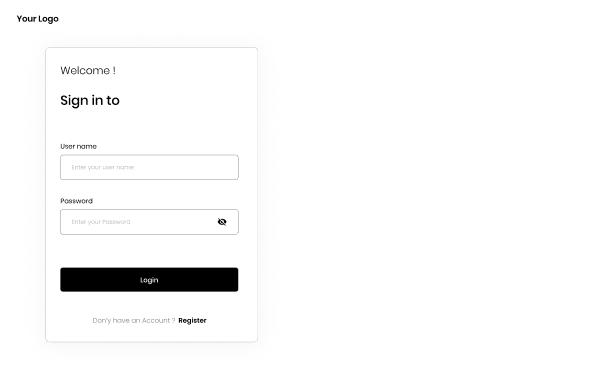 Your Logo
Welcome !
Sign in to
User name
Enter your user name
Password
Enter your Password
Login
Don'y have an Account ? Register